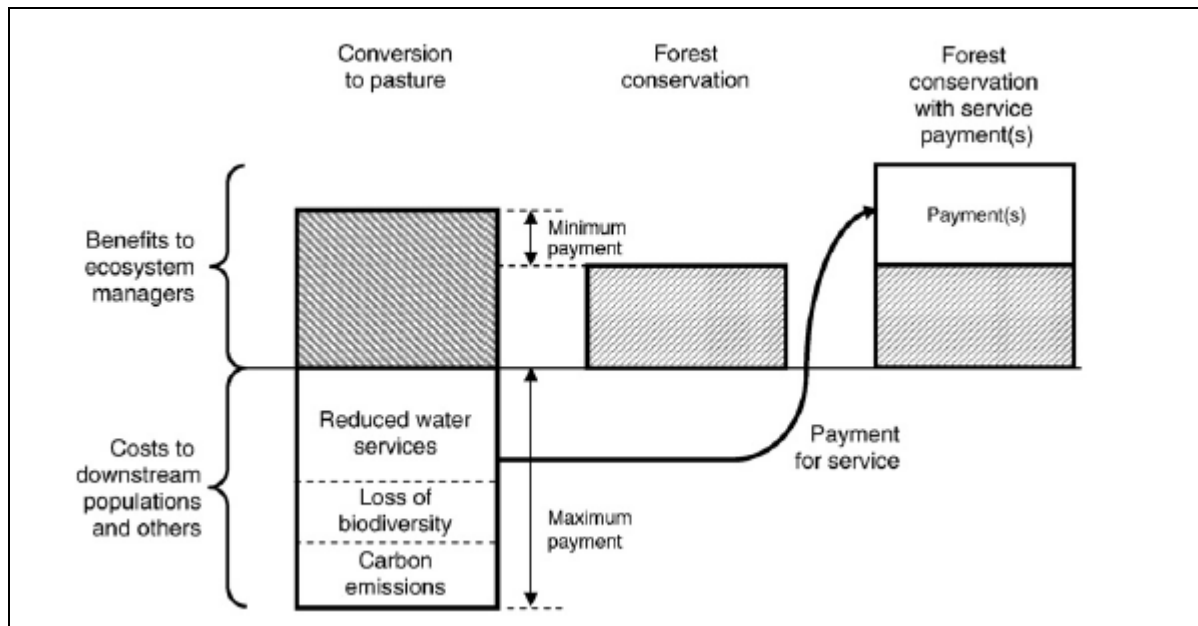 Conversion
to pasture
Forest
conservation
Forest
conservation
with service
payment(s)
Benefits to
ecosystem
managers
Minimum
payment
Payment(s)
Costs to
downstream
populations
and others
Reduced water
services
Loss of
biodiversity
Carbon
emissions
Maximum
payment
Payment
for service